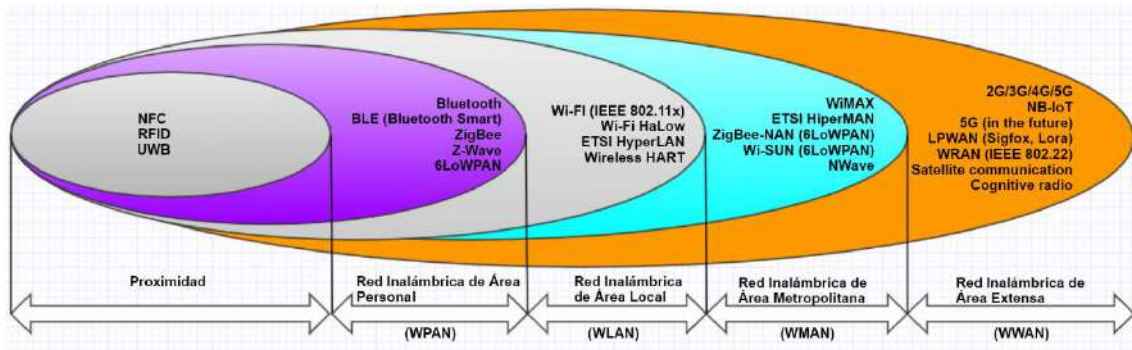 NFC
RFID
UWB
Bluetooth
BLE (Bluetooth Smart)
ZigBee
Z-Wave
6LoWPAN
Wi-FI (IEEE 802.11x)
Wi-Fi HaLow
ETSI HyperLAN
Wireless HART
WiMAX
ETSI HiperMAN
ZigBee-NAN (6LoWPAN)
Wi-SUN (6LoWPAN)
NWave
2G/3G/4G/5G
NB-IoT
5G (in the future)
LPWAN (Sigfox, Lora)
WRAN (IEEE 802.22)
Satellite communication
Cognitive radio
Proximidad
Red Inalámbrica de Área
Personal
(WPAN)
Red Inalámbrica
de Área Local
(WLAN)
Red Inalámbrica de
Área Metropolitana
(WMAN)
Red Inalámbrica de
Área Extensa
(WWAN)